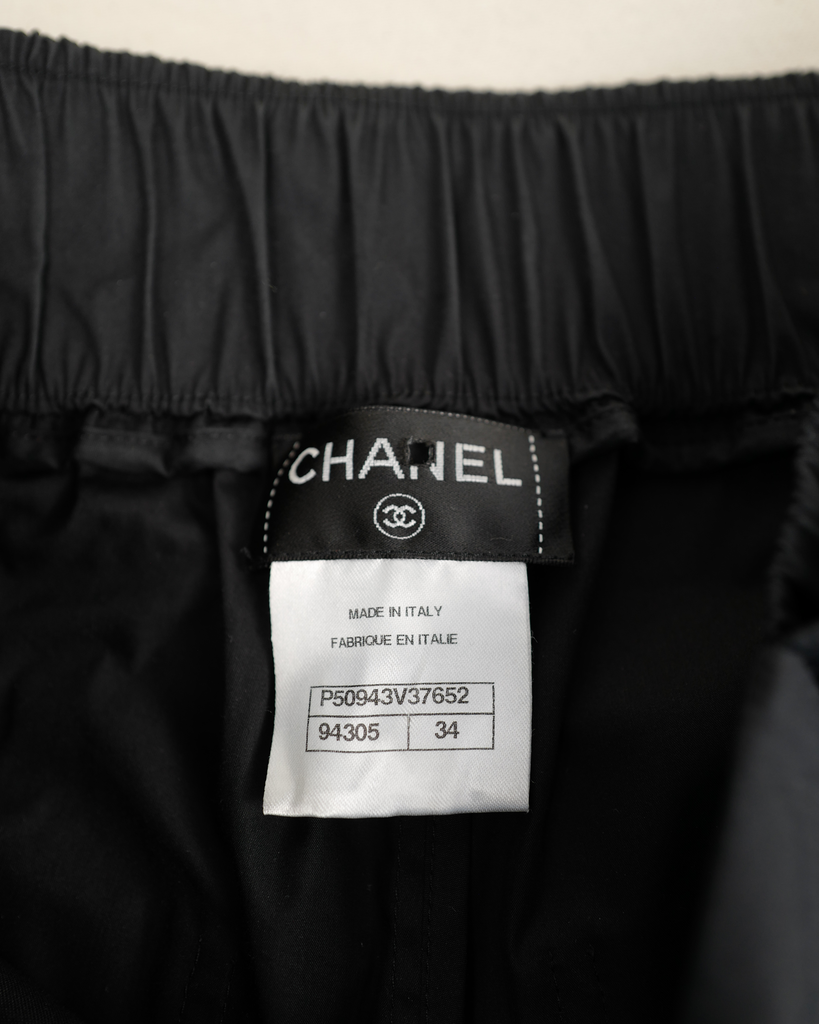 CHANEL
MADE IN ITALY
FABRIQUE EN ITALIE
P50943V37652
94305 34